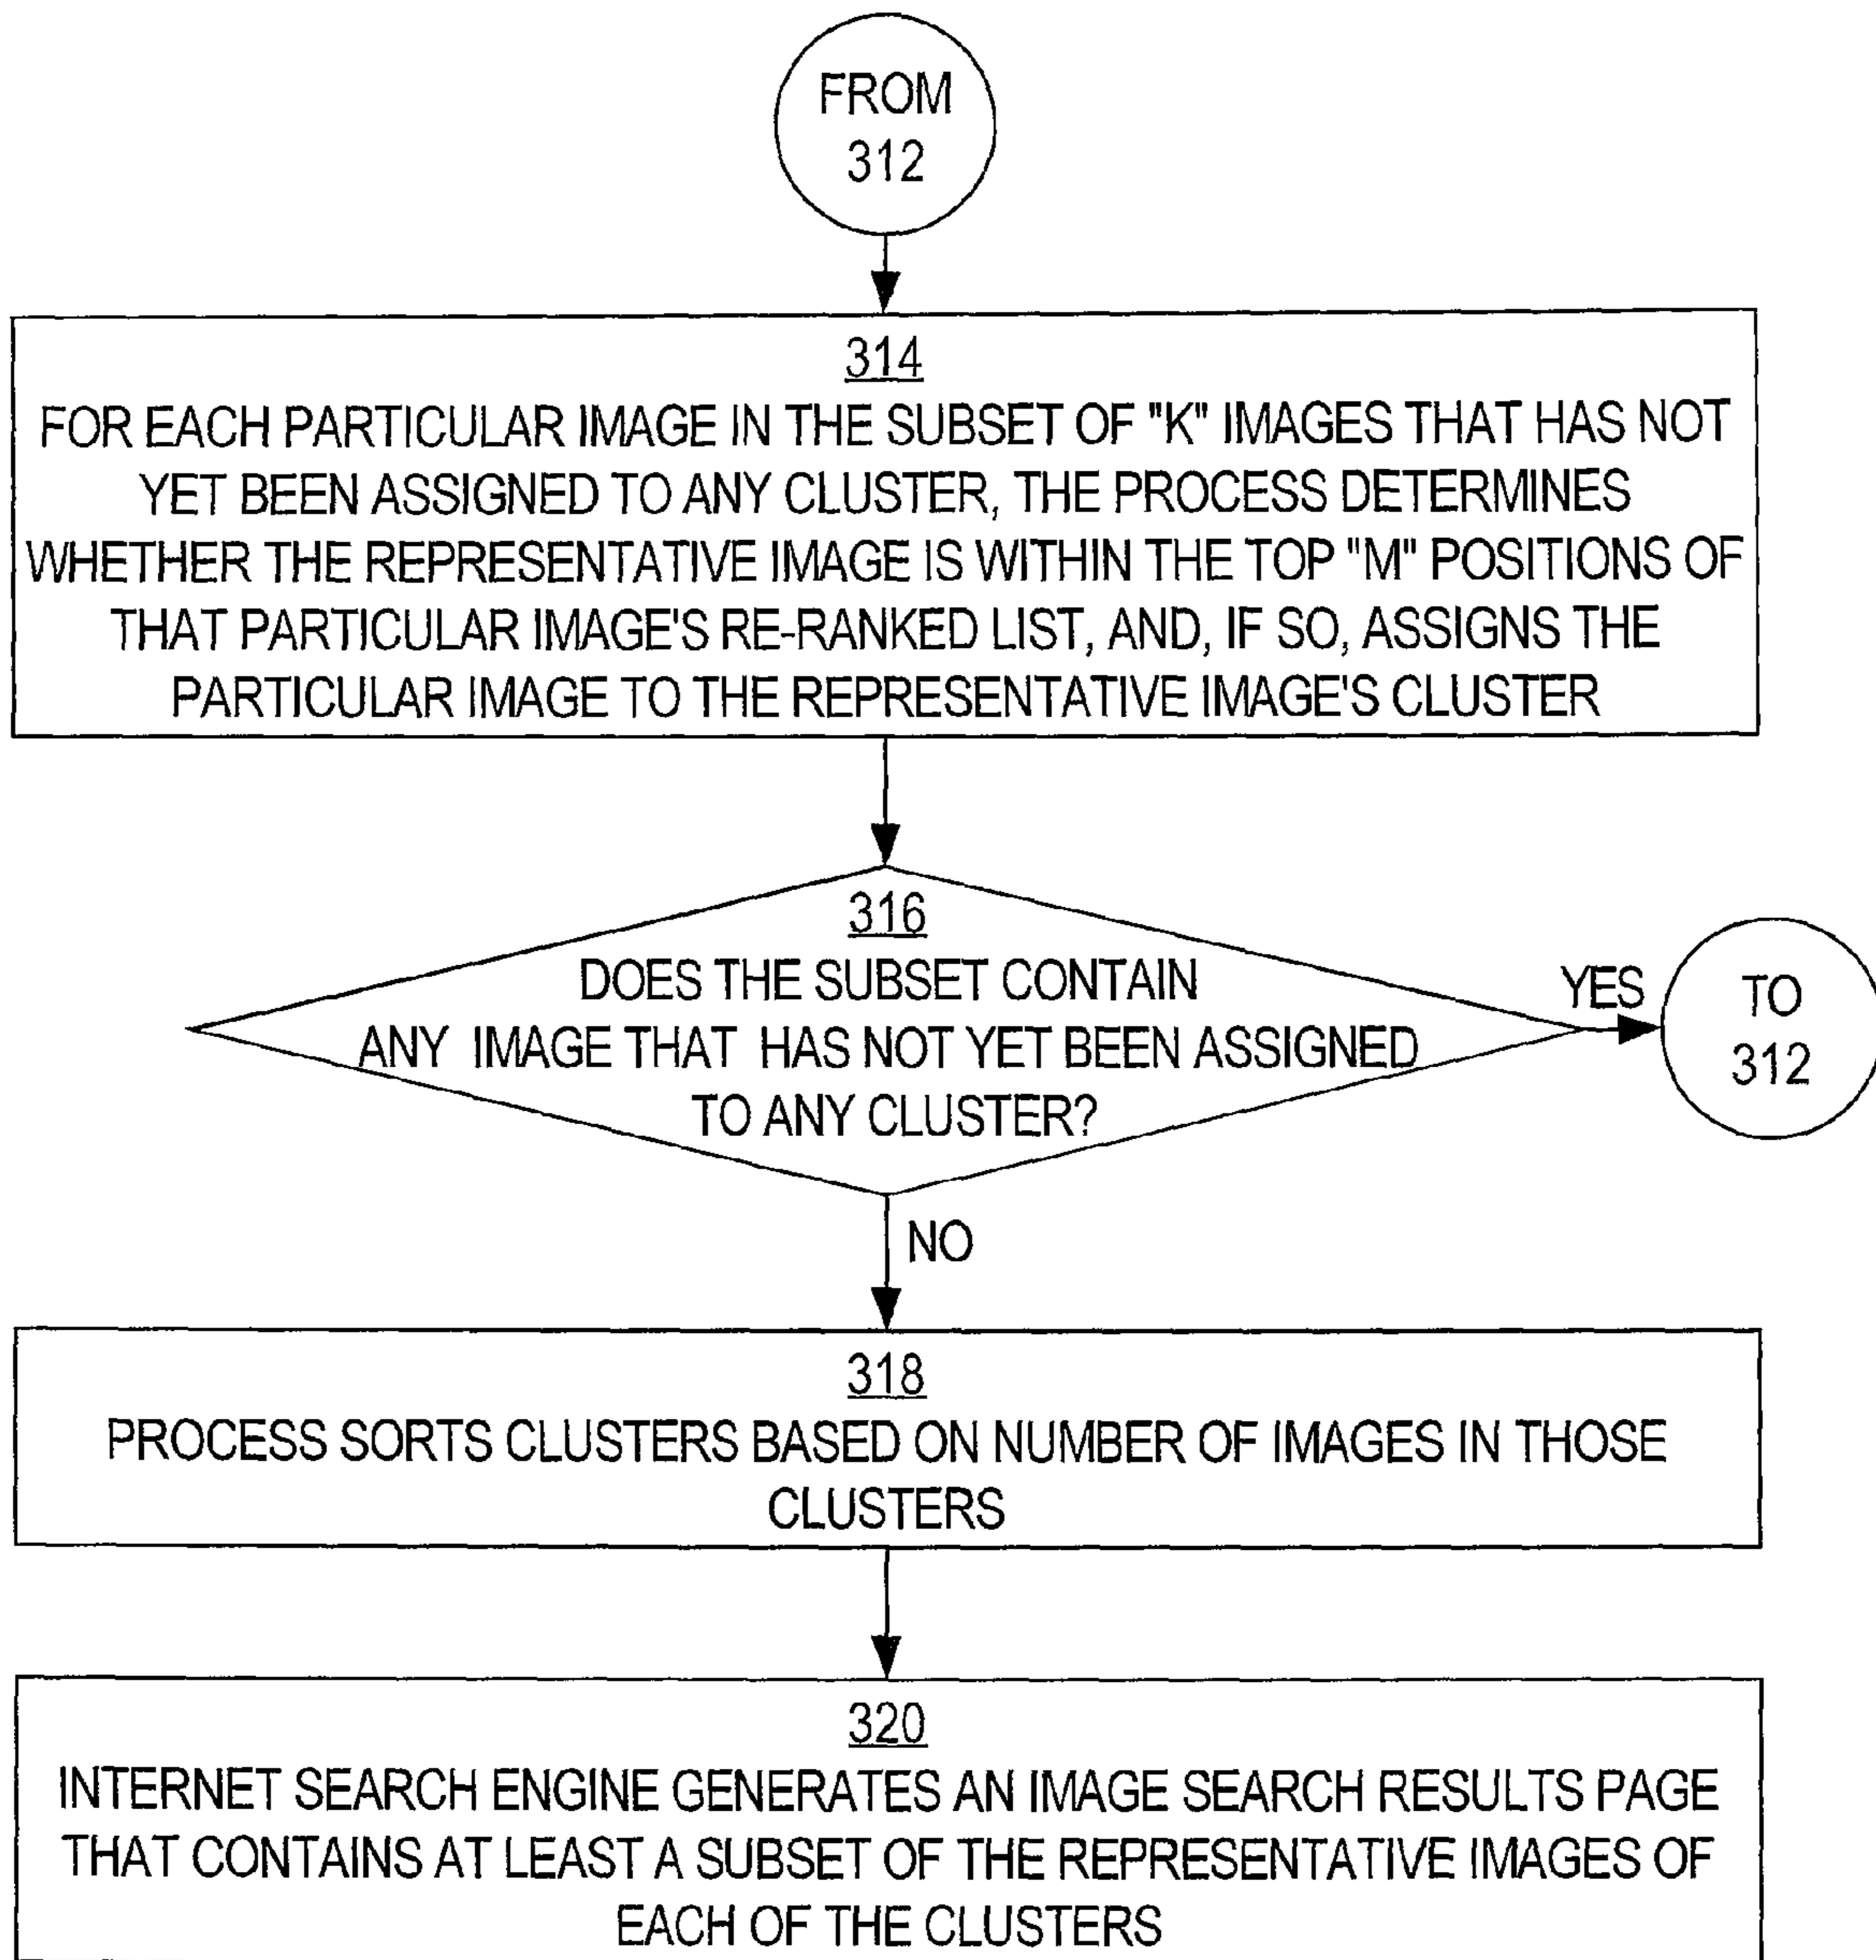 FROM
312
314
FOR EACH PARTICULAR IMAGE IN THE SUBSET OF "K" IMAGES THAT HAS NOT
YET BEEN ASSIGNED TO ANY CLUSTER, THE PROCESS DETERMINES
WHETHER THE REPRESENTATIVE IMAGE IS WITHIN THE TOP "M" POSITIONS OF
THAT PARTICULAR IMAGE'S RE-RANKED LIST, AND, IF SO, ASSIGNS THE
PARTICULAR IMAGE TO THE REPRESENTATIVE IMAGE'S CLUSTER
316
DOES THE SUBSET CONTAIN
ANY IMAGE THAT HAS NOT YET BEEN ASSIGNED
TO ANY CLUSTER?
YES
TO
312
NO
318
PROCESS SORTS CLUSTERS BASED ON NUMBER OF IMAGES IN THOSE
CLUSTERS
320
INTERNET SEARCH ENGINE GENERATES AN IMAGE SEARCH RESULTS PAGE
THAT CONTAINS AT LEAST A SUBSET OF THE REPRESENTATIVE IMAGES OF
EACH OF THE CLUSTERS